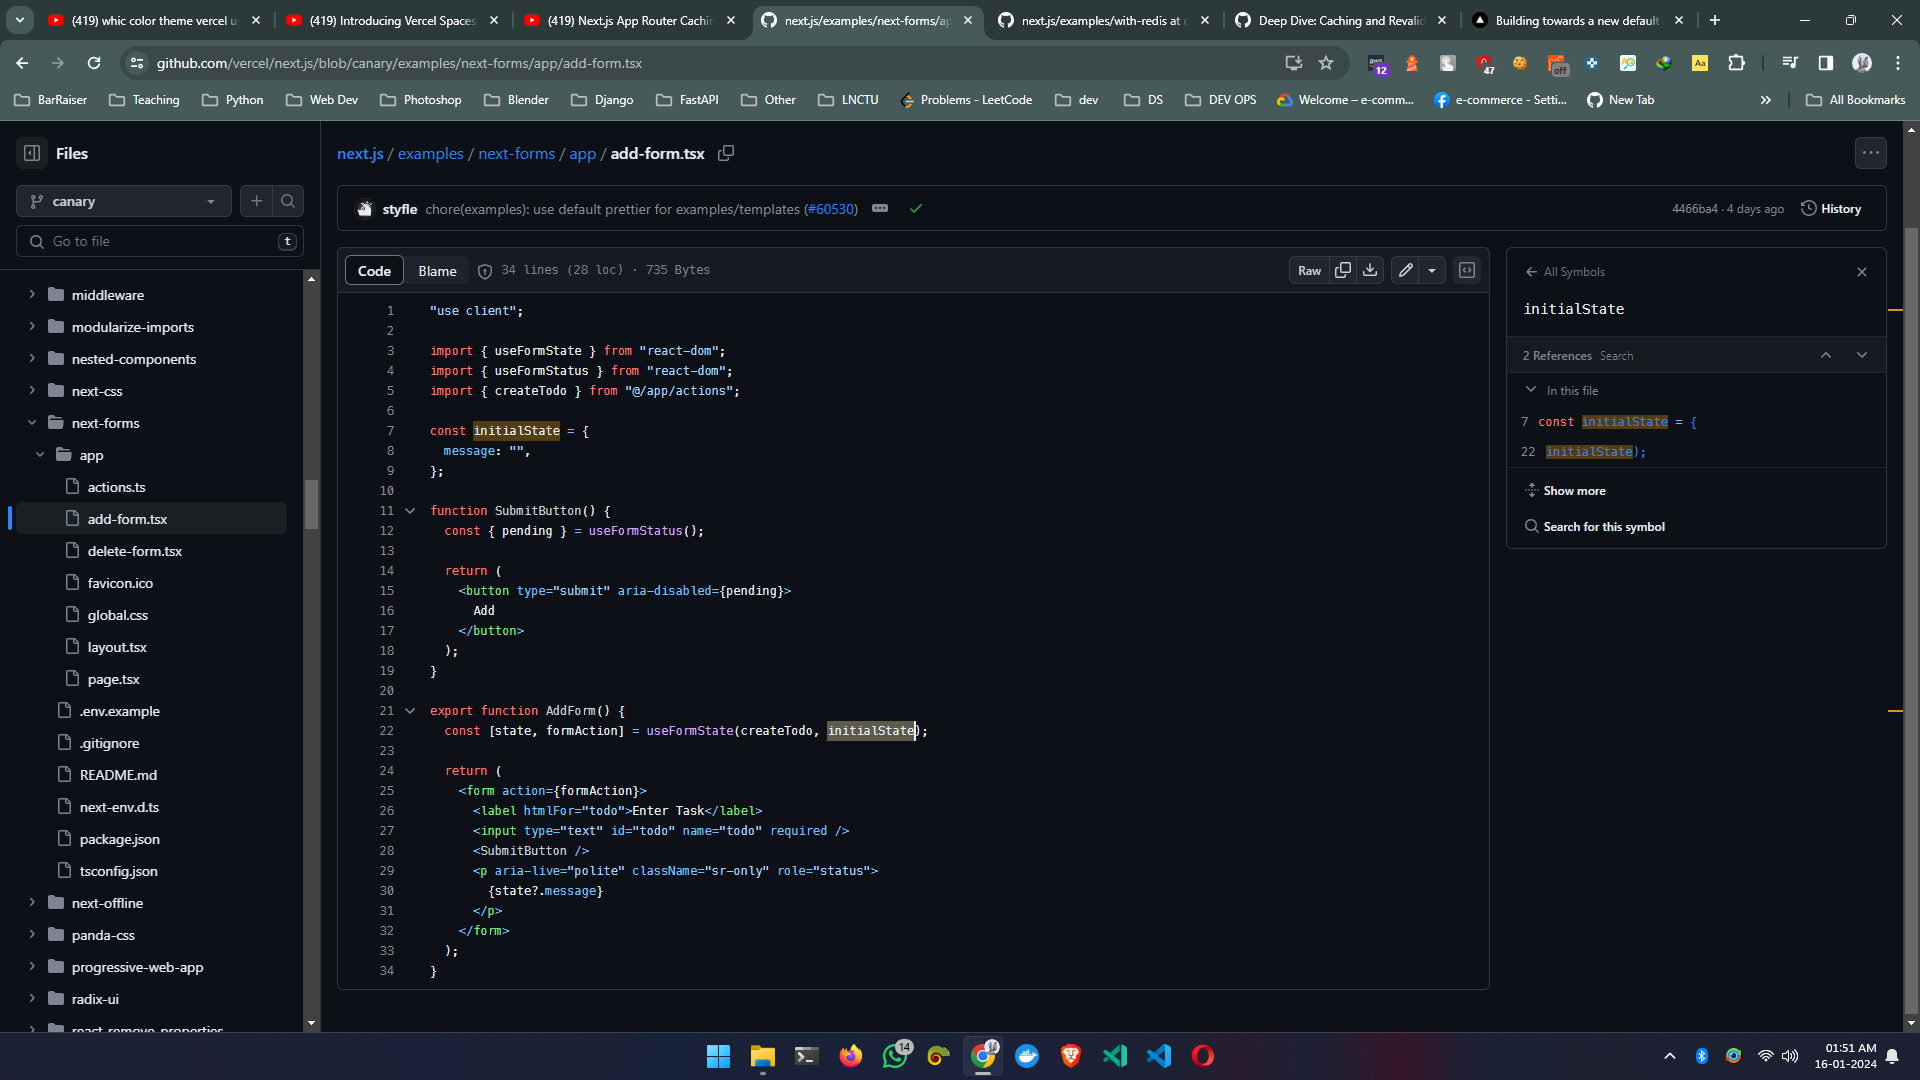 (419) whic color theme vercel u
(419) Introducing Vercel Spaces
(419) Next.js App Router Cachin
next.js/examples/next-forms/ap
next.js/examples/with-redis at c
Deep Dive: Caching and Revalid
Building towards a new default
github.com/vercel/next.js/blob/canary/examples/next-forms/app/add-form.tsx
12
47
off
Aa
BarRaiser
Teaching
Python
Web Dev
Photoshop
Blender
Django
FastAPI
Other
LNCTU
Problems - LeetCode
dev
DS
DEV OPS
Welcome – e-comm...
e-commerce - Setti...
New Tab
All Bookmarks
Files
canary
Go to file
t
middleware
modularize-imports
nested-components
next-css
next-forms
app
actions.ts
add-form.tsx
delete-form.tsx
favicon.ico
global.css
layout.tsx
page.tsx
.env.example
.gitignore
README.md
next-env.d.ts
package.json
tsconfig.json
next-offline
panda-css
progressive-web-app
radix-ui
react-remove-properties
next.js / examples / next-forms / app / add-form.tsx
styfle chore(examples): use default prettier for examples/templates (#60530)
4466ba4 · 4 days ago
History
Code Blame 34 lines (28 loc) · 735 Bytes
Raw
1 "use client";
2
3 import { useFormState } from "react-dom";
4 import { useFormStatus } from "react-dom";
5 import { createTodo } from "@/app/actions";
6
7 const initialState = {
8 message: "",
9 };
10
11 function SubmitButton() {
12 const { pending } = useFormStatus();
13
14 return (
15 <button type="submit" aria-disabled={pending}>
16 Add
17 </button>
18 );
19 }
20
21 export function AddForm() {
22 const [state, formAction] = useFormState(createTodo, initialState);
23
24 return (
25 <form action={formAction}>
26 <label htmlFor="todo">Enter Task</label>
27 <input type="text" id="todo" name="todo" required />
28 <SubmitButton />
29 <p aria-live="polite" className="sr-only" role="status">
30 {state?.message}
31 </p>
32 </form>
33 );
34 }
All Symbols
initialState
2 References Search
In this file
7 const initialState = {
22 initialState);
Show more
Search for this symbol
14
01:51 AM
16-01-2024